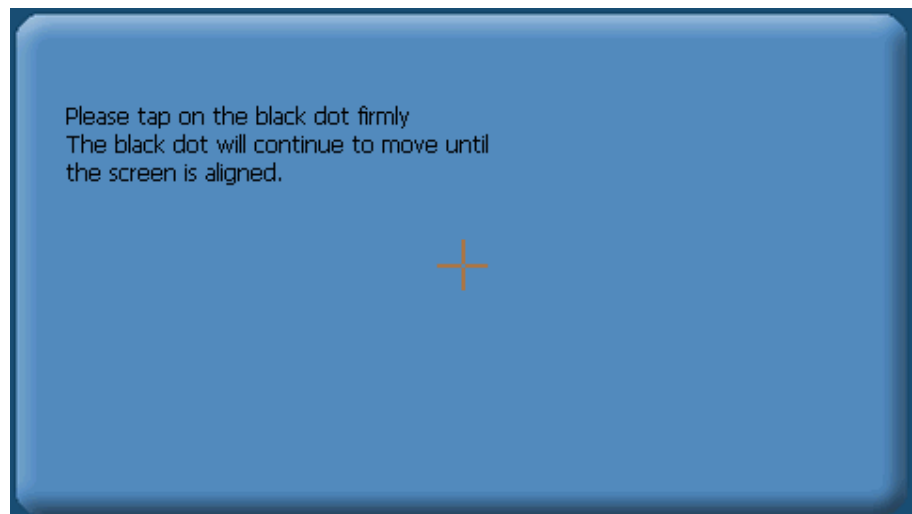 Please tap on the black dot firmly
The black dot will continue to move until
the screen is aligned.